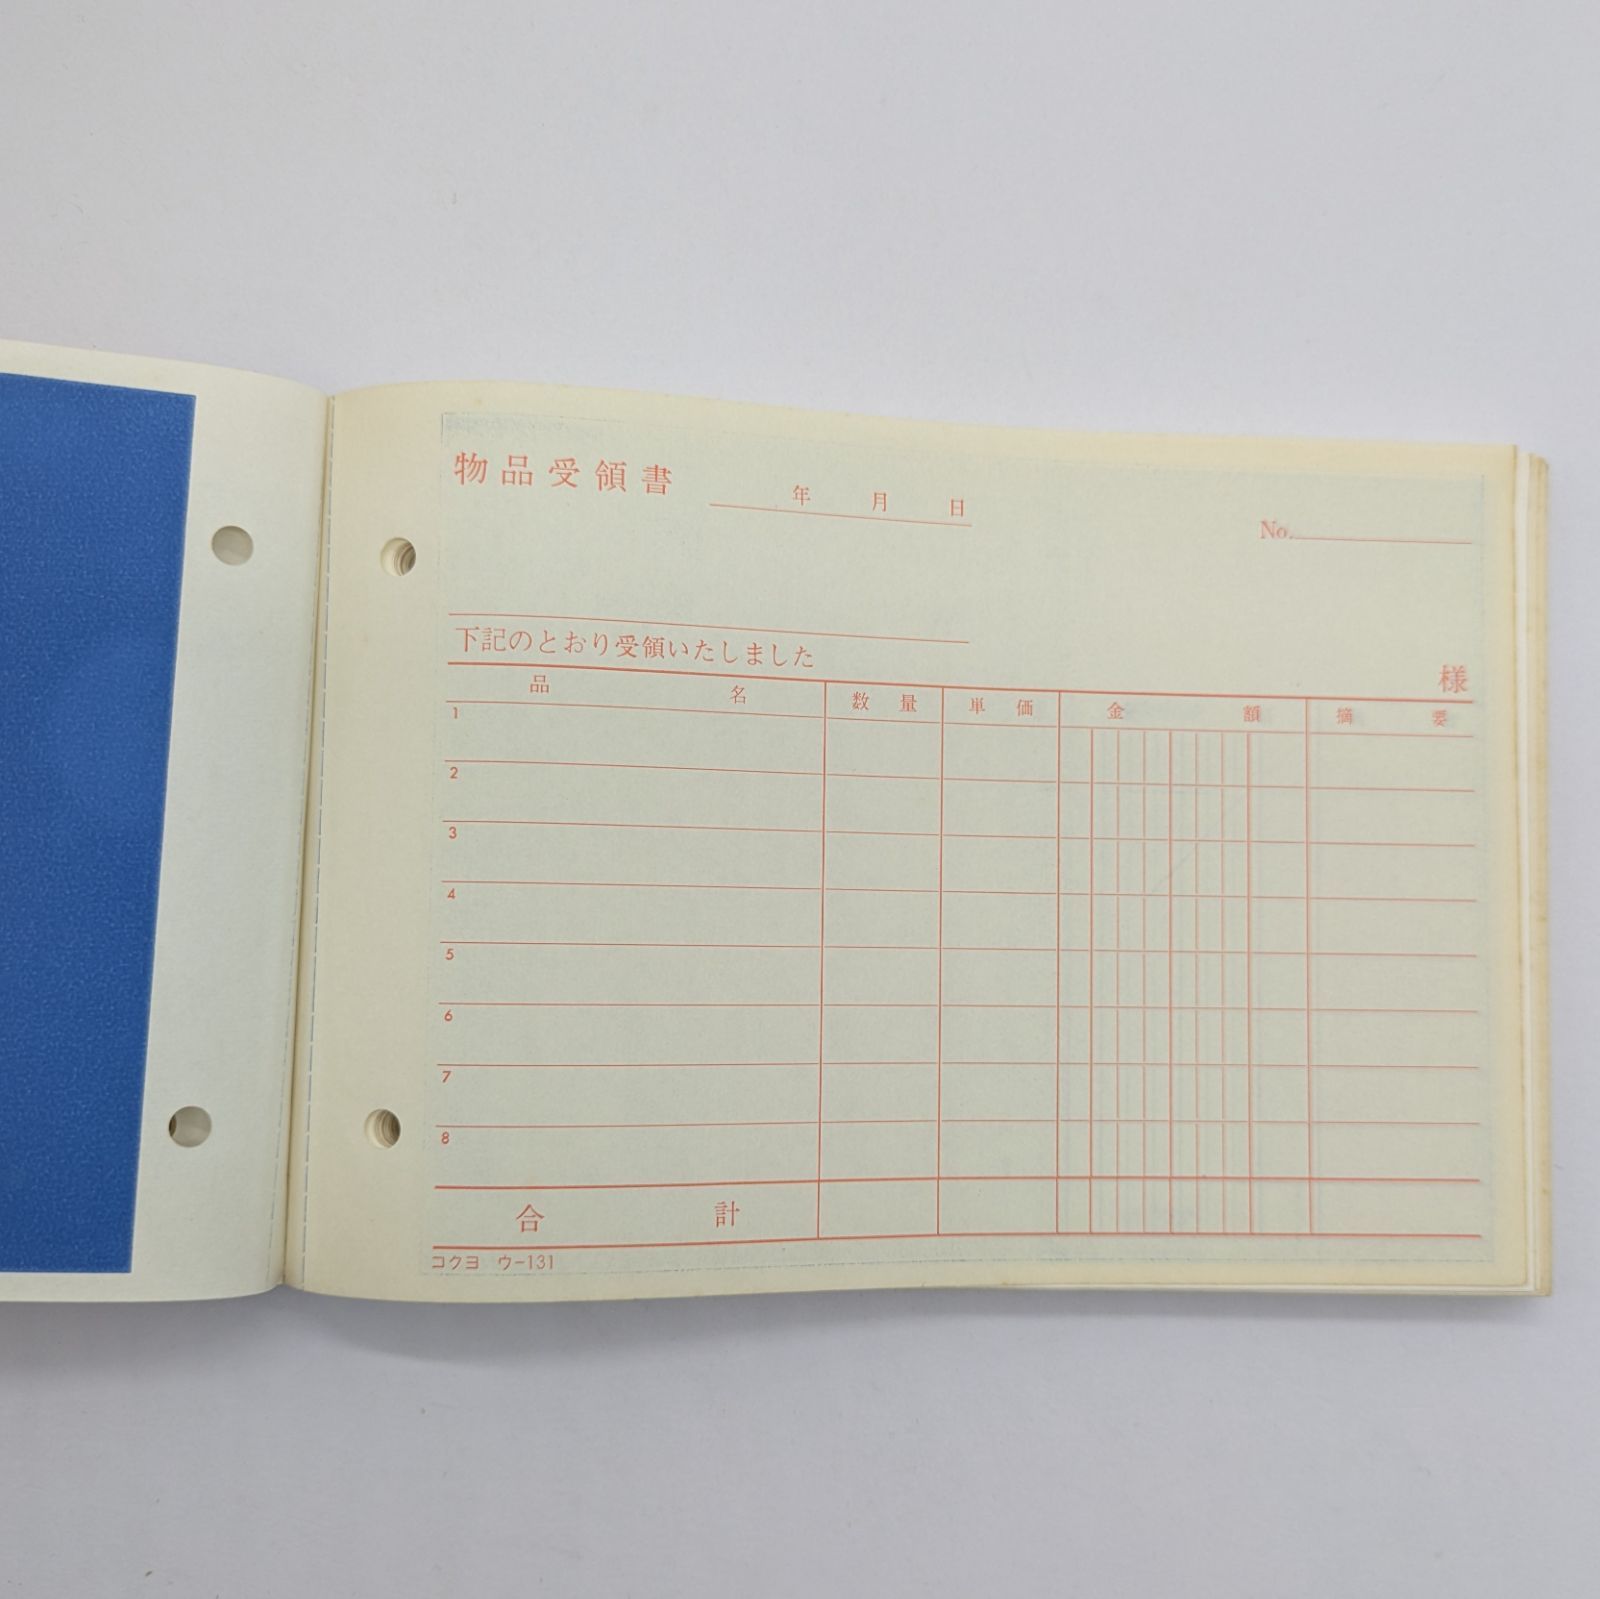 物品受領書
年 月 日
No.
下記のとおり受領いたしました
様
品名 数量 単価 金額 摘要
1
2
3
4
5
6
7
8
合計
コクヨ ウ-131